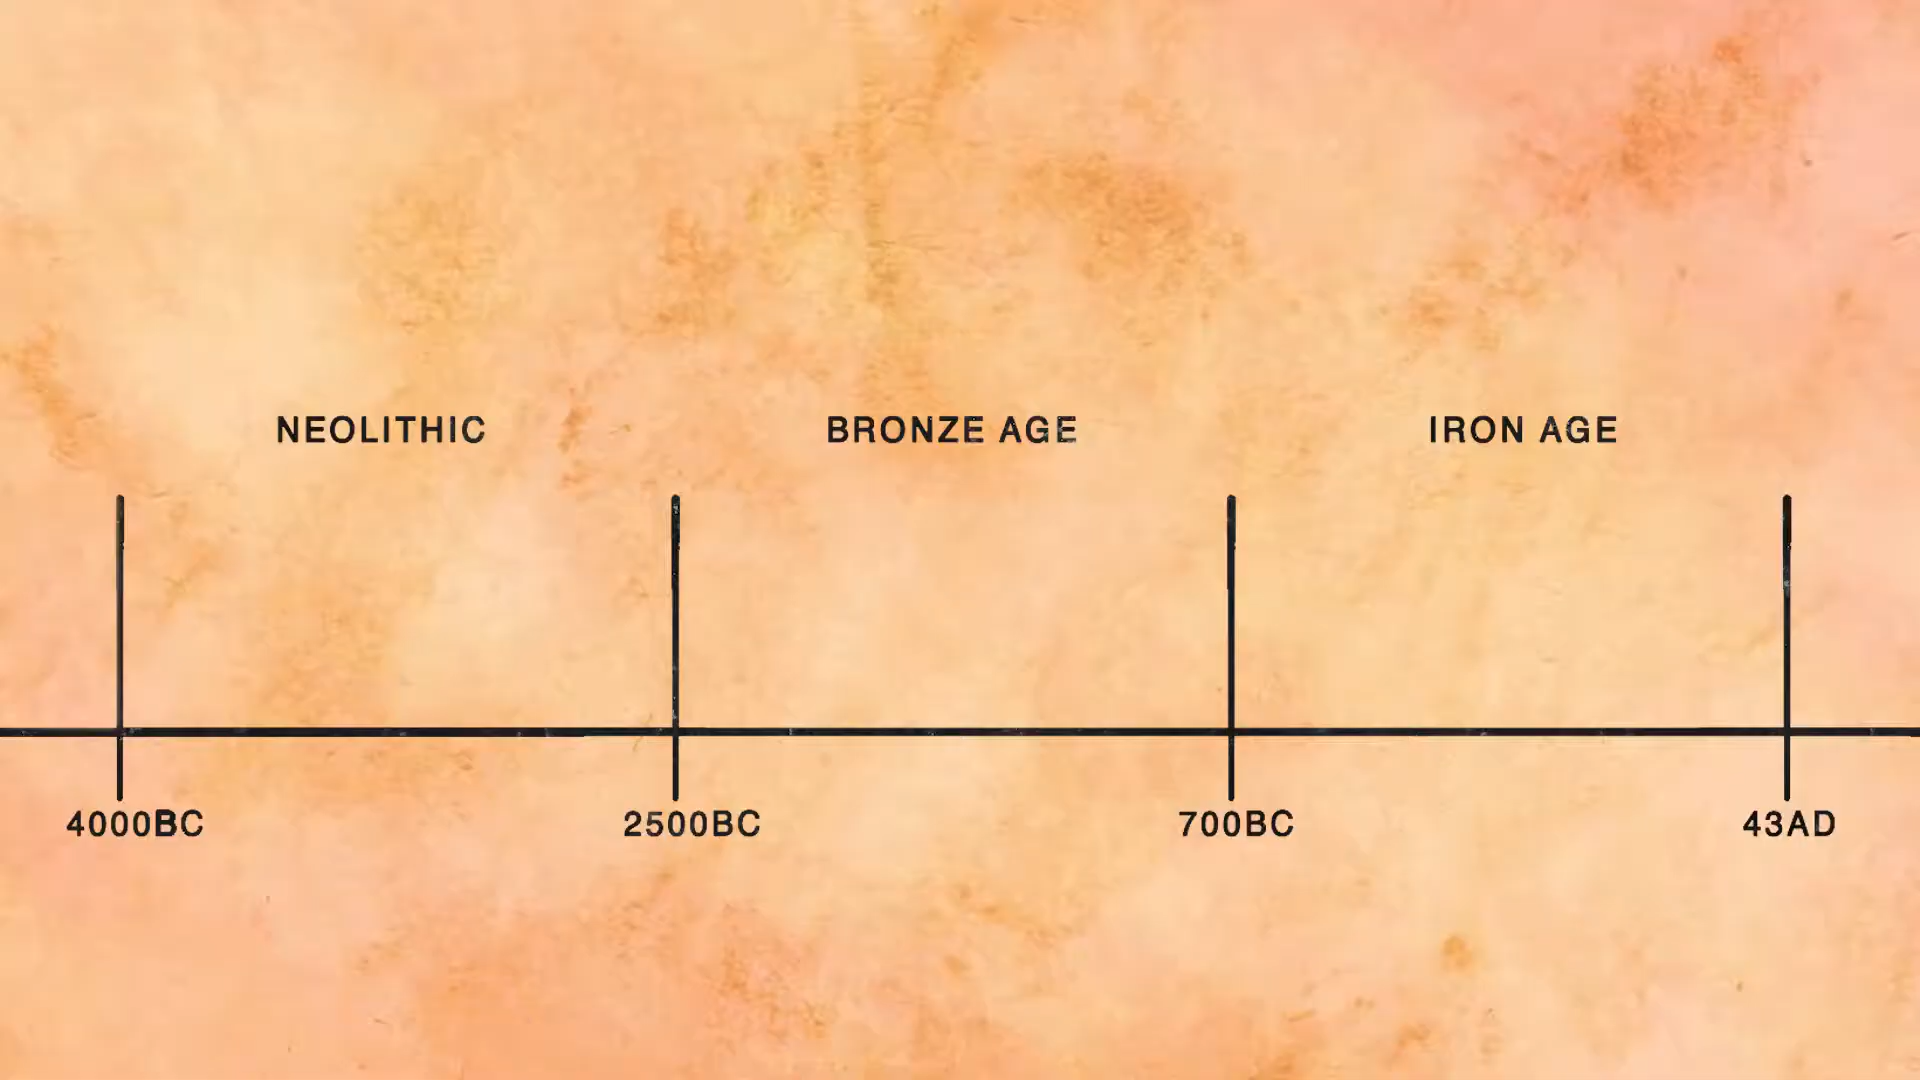 NEOLITHIC BRONZE AGE IRON AGE
4000BC 2500BC 700BC 43AD